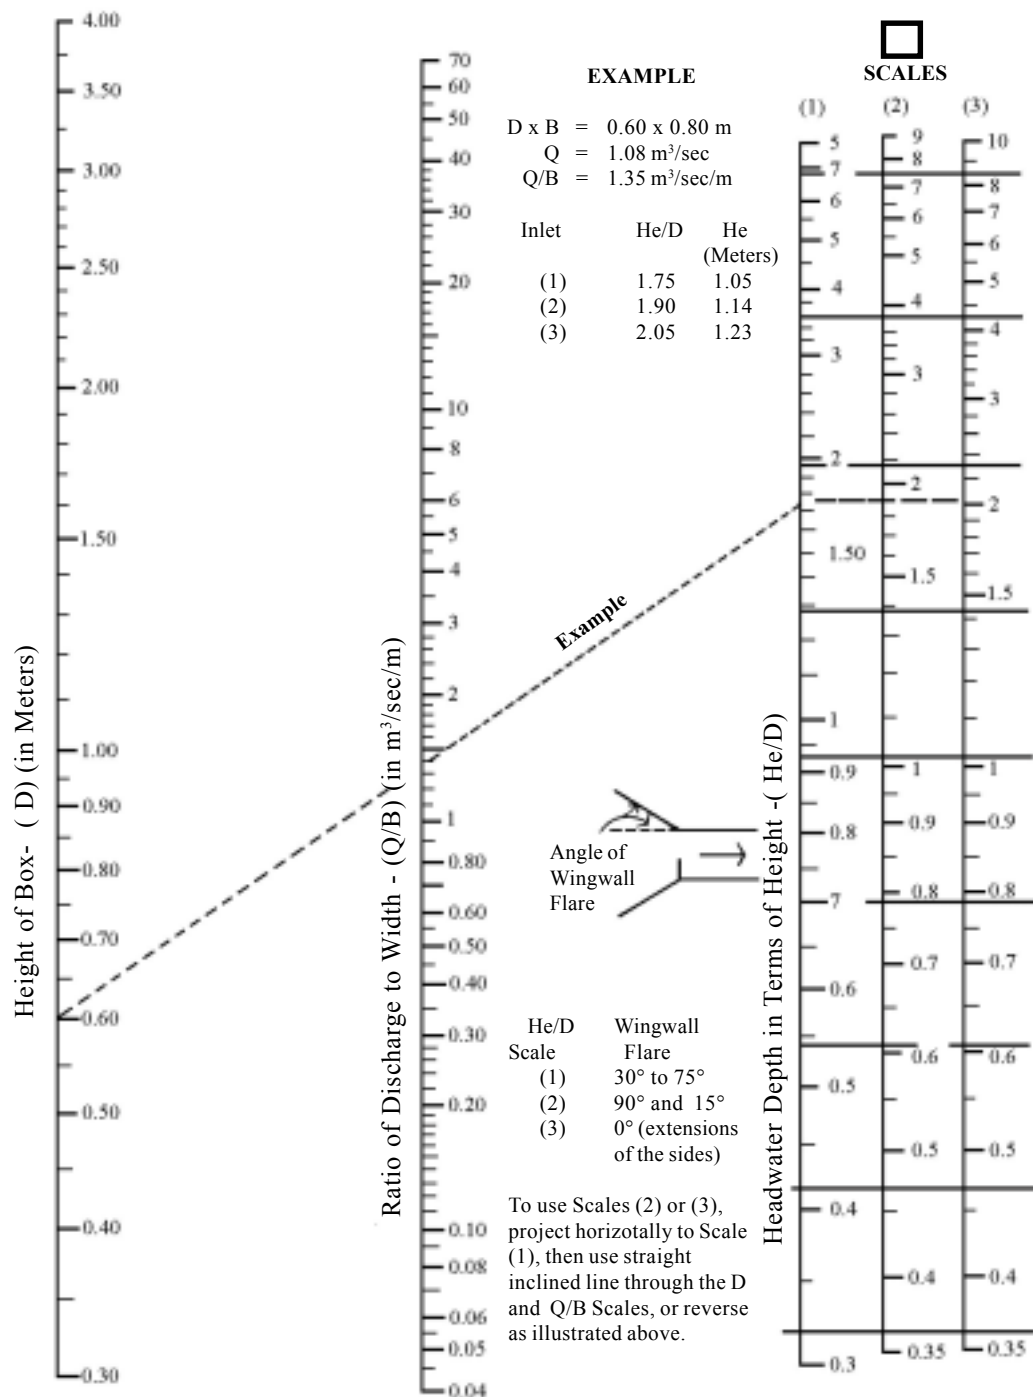 EXAMPLE
D x B = 0.60 x 0.80 m
Q = 1.08 m³/sec
Q/B = 1.35 m³/sec/m
Inlet He/D He
(Meters)
(1) 1.75 1.05
(2) 1.90 1.14
(3) 2.05 1.23
SCALES
(1) (2) (3)
Height of Box- ( D) (in Meters)
4.00
3.50
3.00
2.50
2.00
1.50
1.00
0.90
0.80
0.70
0.60
0.50
0.40
0.30
Ratio of Discharge to Width - (Q/B) (in m³/sec/m)
70
60
50
40
30
20
10
8
6
5
4
3
2
1
0.80
0.60
0.50
0.40
0.30
0.20
0.10
0.08
0.06
0.05
0.04
Example
Angle of
Wingwall
Flare
He/D Wingwall
Scale Flare
(1) 30° to 75°
(2) 90° and 15°
(3) 0° (extensions
of the sides)
To use Scales (2) or (3),
project horizotally to Scale
(1), then use straight
inclined line through the D
and Q/B Scales, or reverse
as illustrated above.
Headwater Depth in Terms of Height -( He/D)
5
7
6
5
4
3
2
1.50
1
0.9
0.8
7
0.6
0.5
0.4
0.3
9
8
7
6
5
4
3
2
1.5
1
0.9
0.8
0.7
0.6
0.5
0.4
0.35
10
8
7
6
5
4
3
2
1.5
1
0.9
0.8
0.7
0.6
0.5
0.4
0.35